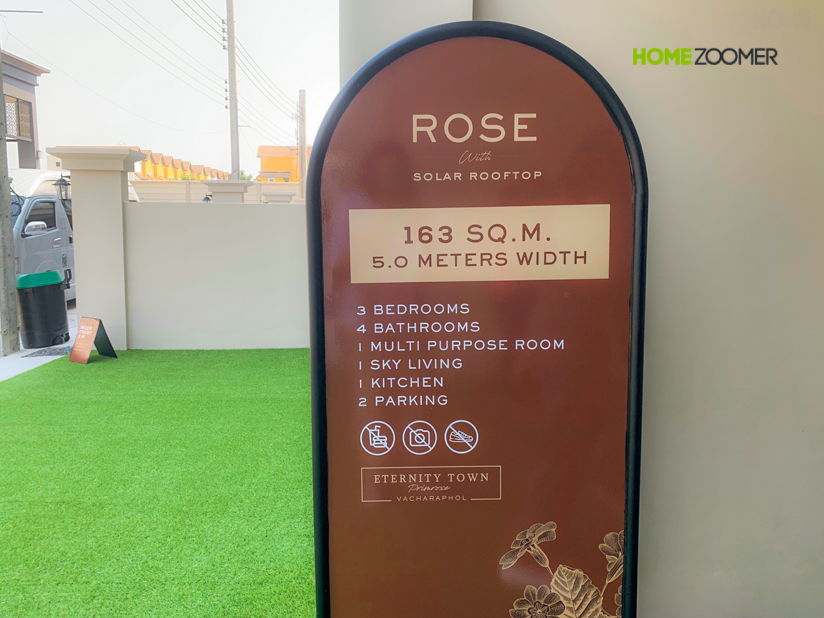 HOMEZOOMER
ROSE
With
SOLAR ROOFTOP
163 SQ.M.
5.0 METERS WIDTH
3 BEDROOMS
4 BATHROOMS
1 MULTI PURPOSE ROOM
1 SKY LIVING
1 KITCHEN
2 PARKING
ETERNITY TOWN
Primrose
VACHARAPHOL